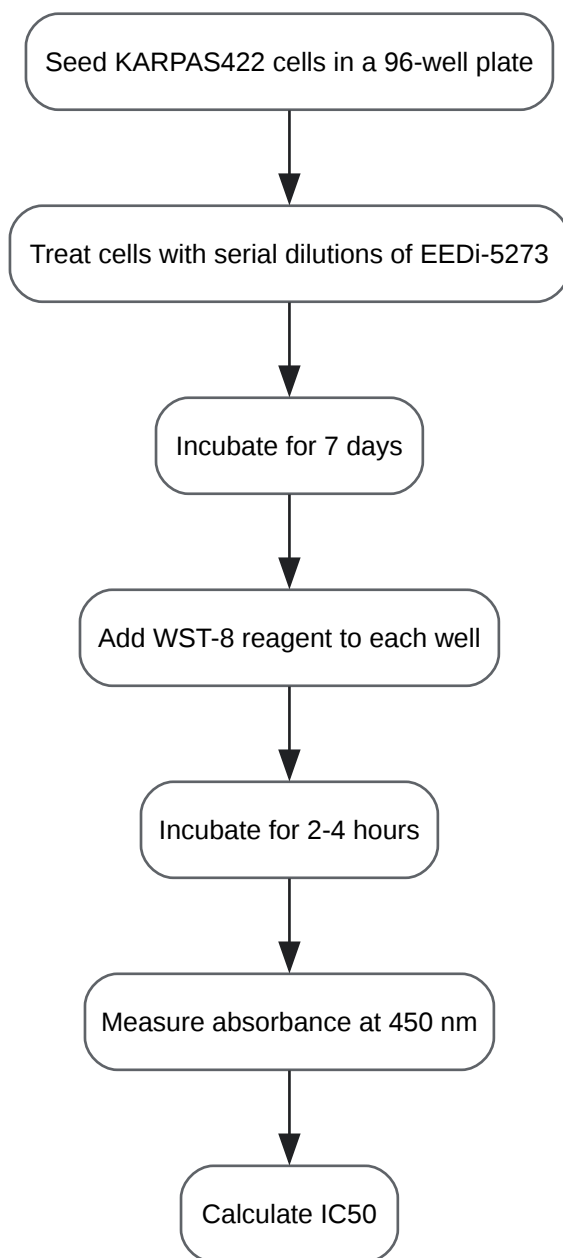 Seed KARPAS422 cells in a 96-well plate
Treat cells with serial dilutions of EEDi-5273
Incubate for 7 days
Add WST-8 reagent to each well
Incubate for 2-4 hours
Measure absorbance at 450 nm
Calculate IC50